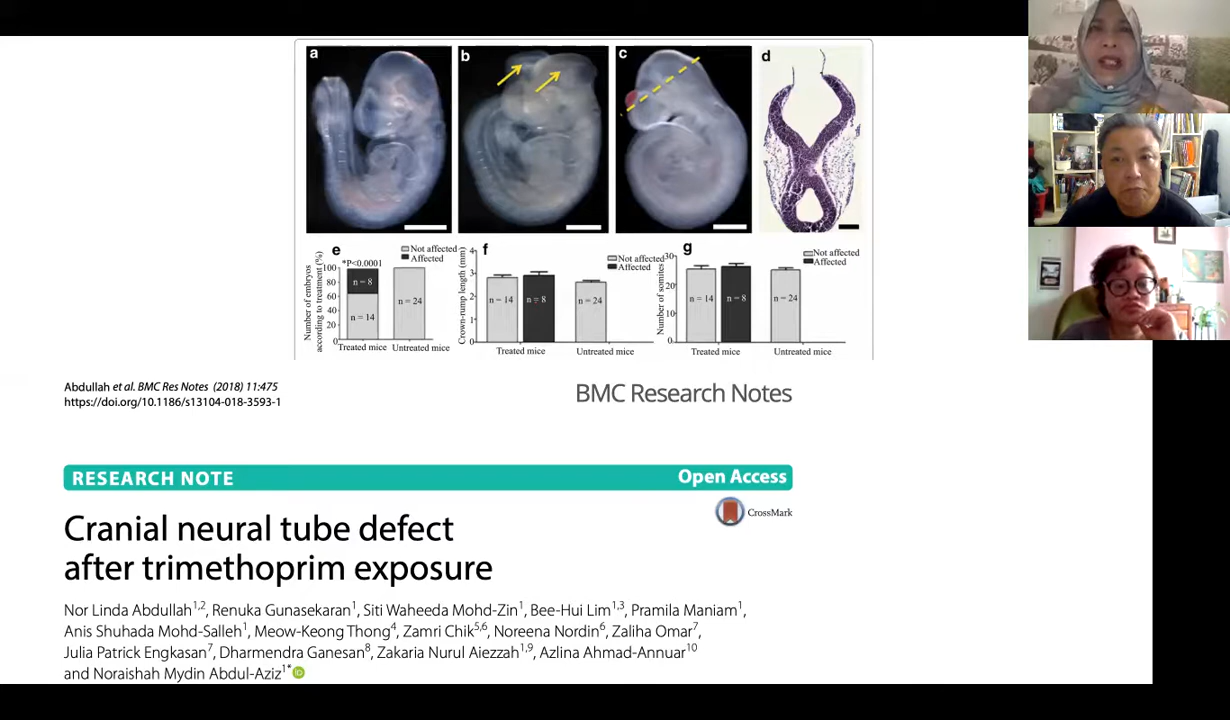 a b c d
e f g
Number of embryos
according to treatment (%)
*P<0.0001
Not affected
Affected
100
80
60
40
20
0
n = 8
n = 14
n = 24
Treated mice Untreated mice
Crown-rump length (mm)
4
3
2
1
0
Not affected
Affected
n = 14 n = 8 n = 24
Treated mice Untreated mice
Number of somites
30
20
10
0
Not affected
Affected
n = 14 n = 8 n = 24
Treated mice Untreated mice
Abdullah et al. BMC Res Notes (2018) 11:475
https://doi.org/10.1186/s13104-018-3593-1
BMC Research Notes
RESEARCH NOTE Open Access
CrossMark
Cranial neural tube defect
after trimethoprim exposure
Nor Linda Abdullah1,2, Renuka Gunasekaran1, Siti Waheeda Mohd-Zin1, Bee-Hui Lim1,3, Pramila Maniam1,
Anis Shuhada Mohd-Salleh1, Meow-Keong Thong4, Zamri Chik5,6, Noreena Nordin6, Zaliha Omar7,
Julia Patrick Engkasan7, Dharmendra Ganesan8, Zakaria Nurul Aiezzah1,9, Azlina Ahmad-Annuar10
and Noraishah Mydin Abdul-Aziz1* iD